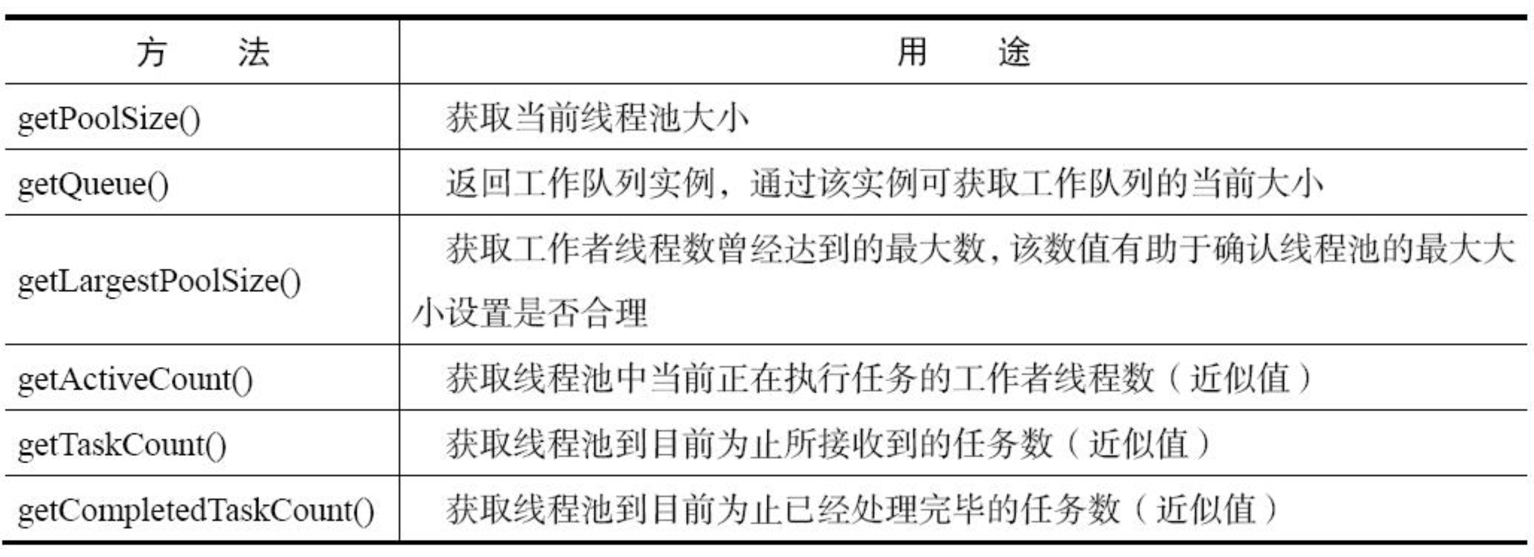 方 法 用 途
getPoolSize() 获取当前线程池大小
getQueue() 返回工作队列实例，通过该实例可获取工作队列的当前大小
getLargestPoolSize() 获取工作者线程数曾经达到的最大数，该数值有助于确认线程池的最大大
小设置是否合理
getActiveCount() 获取线程池中当前正在执行任务的工作者线程数（近似值）
getTaskCount() 获取线程池到目前为止所接收到的任务数（近似值）
getCompletedTaskCount() 获取线程池到目前为止已经处理完毕的任务数（近似值）